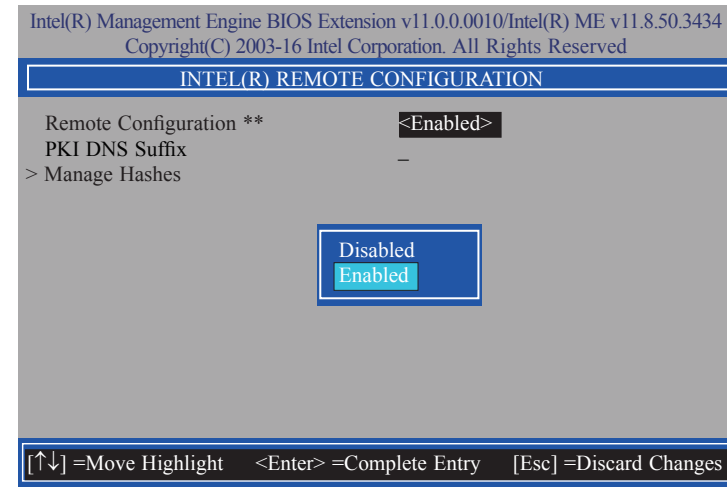 Intel(R) Management Engine BIOS Extension v11.0.0.0010/Intel(R) ME v11.8.50.3434
Copyright(C) 2003-16 Intel Corporation. All Rights Reserved
INTEL(R) REMOTE CONFIGURATION
Remote Configuration ** <Enabled>
PKI DNS Suffix _
> Manage Hashes
Disabled
Enabled
[↑↓] =Move Highlight <Enter> =Complete Entry [Esc] =Discard Changes